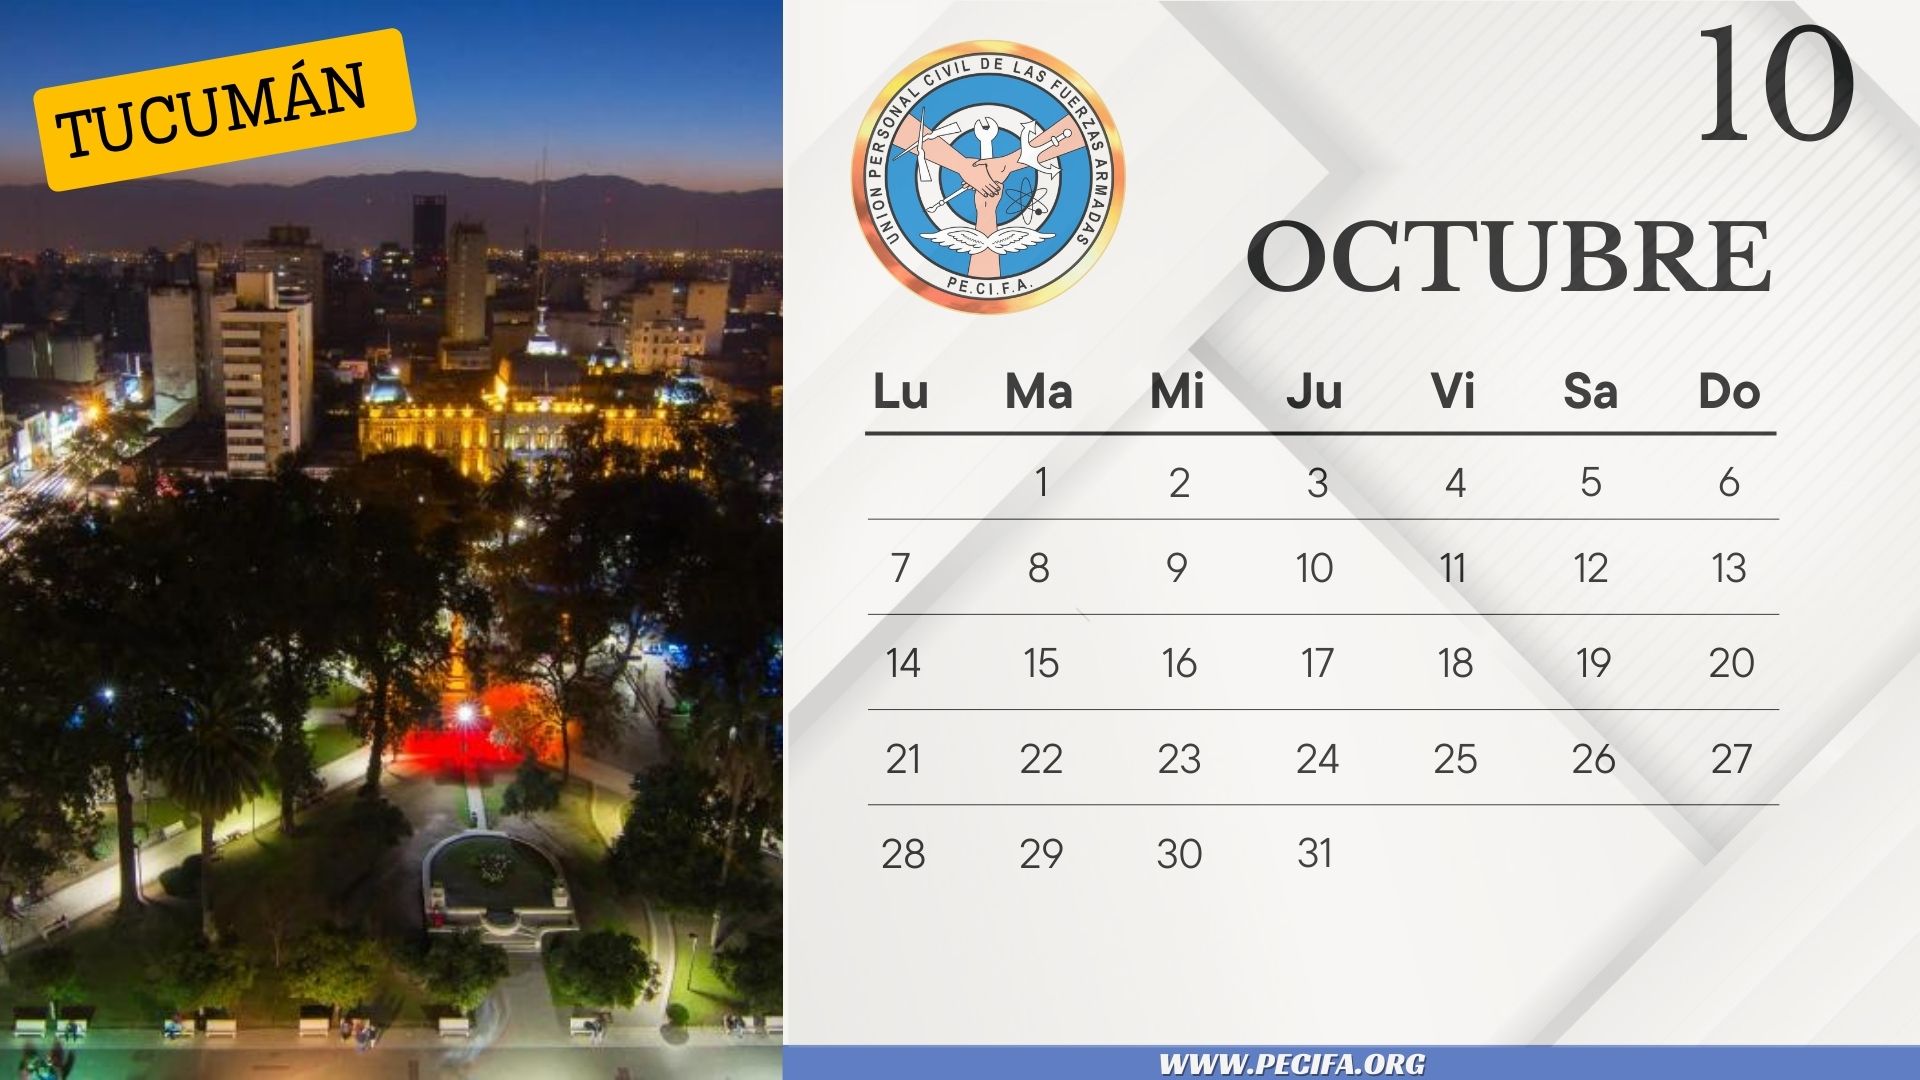 TUCUMÁN
UNION PERSONAL CIVIL DE LAS FUERZAS ARMADAS
PE.CI.F.A.
10
OCTUBRE
Lu Ma Mi Ju Vi Sa Do
1 2 3 4 5 6
7 8 9 10 11 12 13
14 15 16 17 18 19 20
21 22 23 24 25 26 27
28 29 30 31
WWW.PECIFA.ORG